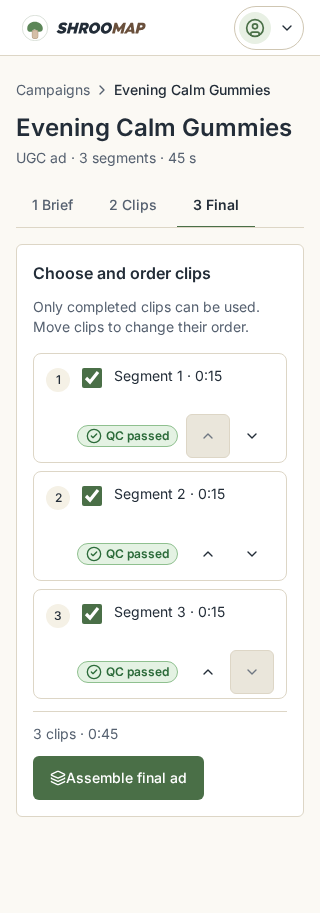 SHROOMAP
Campaigns > Evening Calm Gummies
Evening Calm Gummies
UGC ad · 3 segments · 45 s
1 Brief 2 Clips 3 Final
Choose and order clips
Only completed clips can be used.
Move clips to change their order.
1 Segment 1 · 0:15
QC passed
2 Segment 2 · 0:15
QC passed
3 Segment 3 · 0:15
QC passed
3 clips · 0:45
Assemble final ad